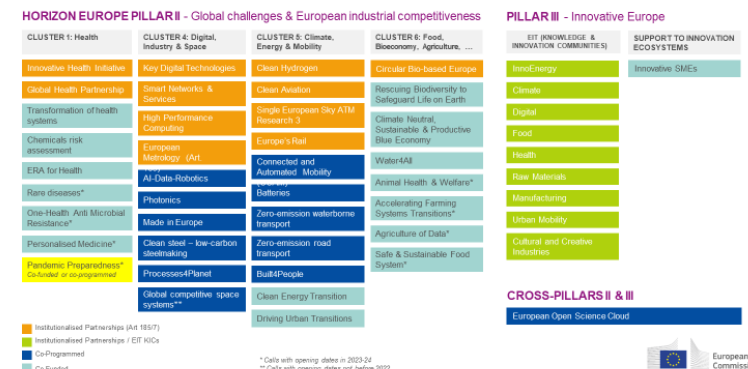 HORIZON EUROPE PILLAR II - Global challenges & European industrial competitiveness
CLUSTER 1: Health
Innovative Health Initiative
Global Health Partnership
Transformation of health
systems
Chemicals risk
assessment
ERA for Health
Rare diseases*
One-Health Anti Microbial
Resistance*
Personalised Medicine*
Pandemic Preparedness*
Co-funded or co-programmed
CLUSTER 4: Digital,
Industry & Space
Key Digital Technologies
Smart Networks &
Services
High Performance
Computing
European
Metrology (Art.
AI-Data-Robotics
Photonics
Made in Europe
Clean steel – low-carbon
steelmaking
Processes4Planet
Global competitive space
systems**
CLUSTER 5: Climate,
Energy & Mobility
Clean Hydrogen
Clean Aviation
Single European Sky ATM
Research 3
Europe's Rail
Connected and
Automated Mobility
Batteries
Zero-emission waterborne
transport
Zero-emission road
transport
Built4People
Clean Energy Transition
Driving Urban Transitions
CLUSTER 6: Food,
Bioeconomy, Agriculture, …
Circular Bio-based Europe
Rescuing Biodiversity to
Safeguard Life on Earth
Climate Neutral,
Sustainable & Productive
Blue Economy
Water4All
Animal Health & Welfare*
Accelerating Farming
Systems Transitions*
Agriculture of Data*
Safe & Sustainable Food
System*
PILLAR III - Innovative Europe
EIT (KNOWLEDGE &
INNOVATION COMMUNITIES)
InnoEnergy
Climate
Digital
Food
Health
Raw Materials
Manufacturing
Urban Mobility
Cultural and Creative
Industries
SUPPORT TO INNOVATION
ECOSYSTEMS
Innovative SMEs
CROSS-PILLARS II & III
European Open Science Cloud
Institutionalised Partnerships (Art 185/7)
Institutionalised Partnerships / EIT KICs
Co-Programmed
Co-Funded
* Calls with opening dates in 2023-24
** Calls with opening dates not before 2022
European
Commission